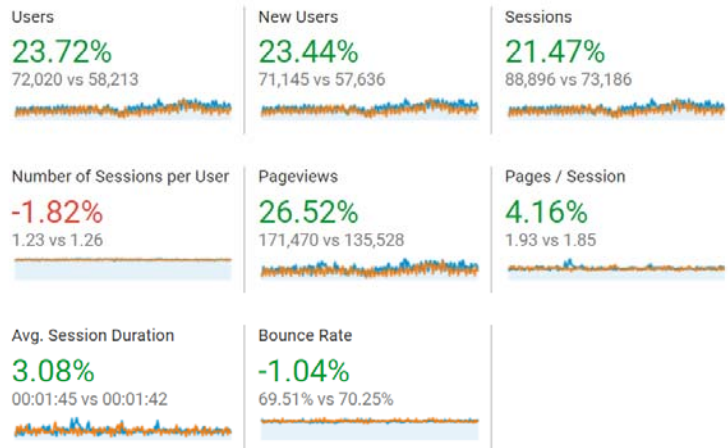 Users
23.72%
72,020 vs 58,213
New Users
23.44%
71,145 vs 57,636
Sessions
21.47%
88,896 vs 73,186
Number of Sessions per User
-1.82%
1.23 vs 1.26
Pageviews
26.52%
171,470 vs 135,528
Pages / Session
4.16%
1.93 vs 1.85
Avg. Session Duration
3.08%
00:01:45 vs 00:01:42
Bounce Rate
-1.04%
69.51% vs 70.25%